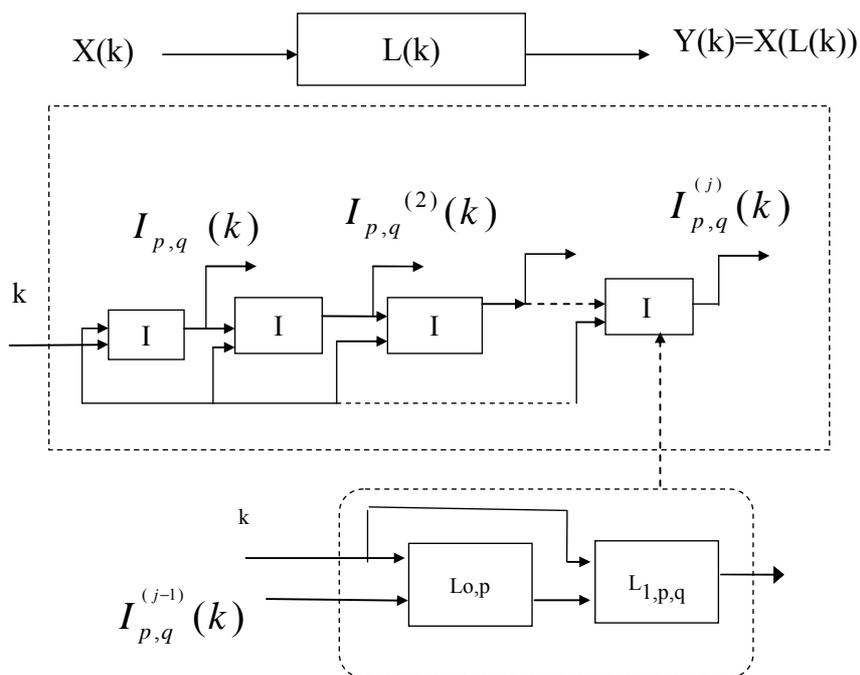 X(k) L(k) Y(k)=X(L(k))
I_{p,q} (k) I_{p,q}^{(2)}(k) I_{p,q}^{(j)}(k)
k
I I I I
k
Lo,p L_{1,p,q}
I_{p,q}^{(j-1)}(k)